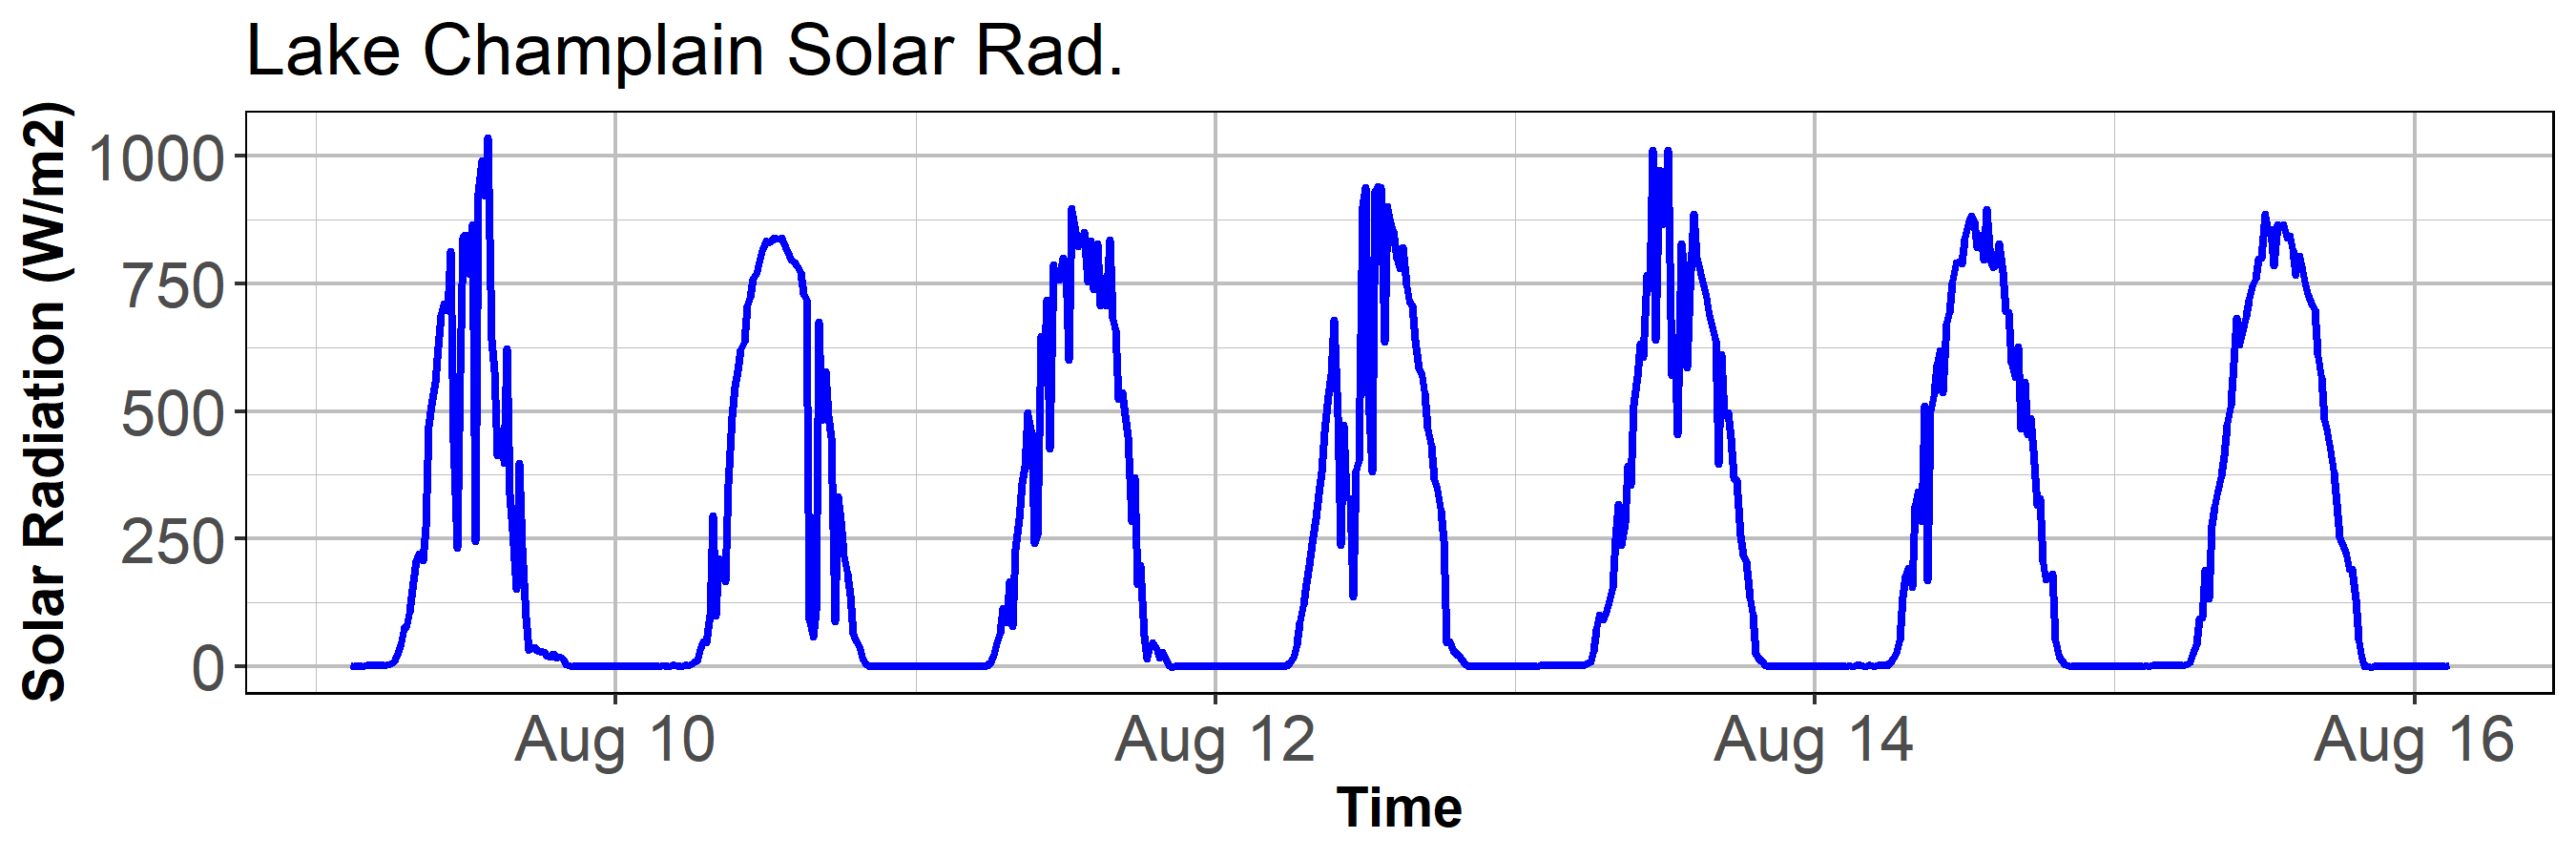 Lake Champlain Solar Rad.
Solar Radiation (W/m2)
1000
750
500
250
0
Aug 10 Aug 12 Aug 14 Aug 16
Time